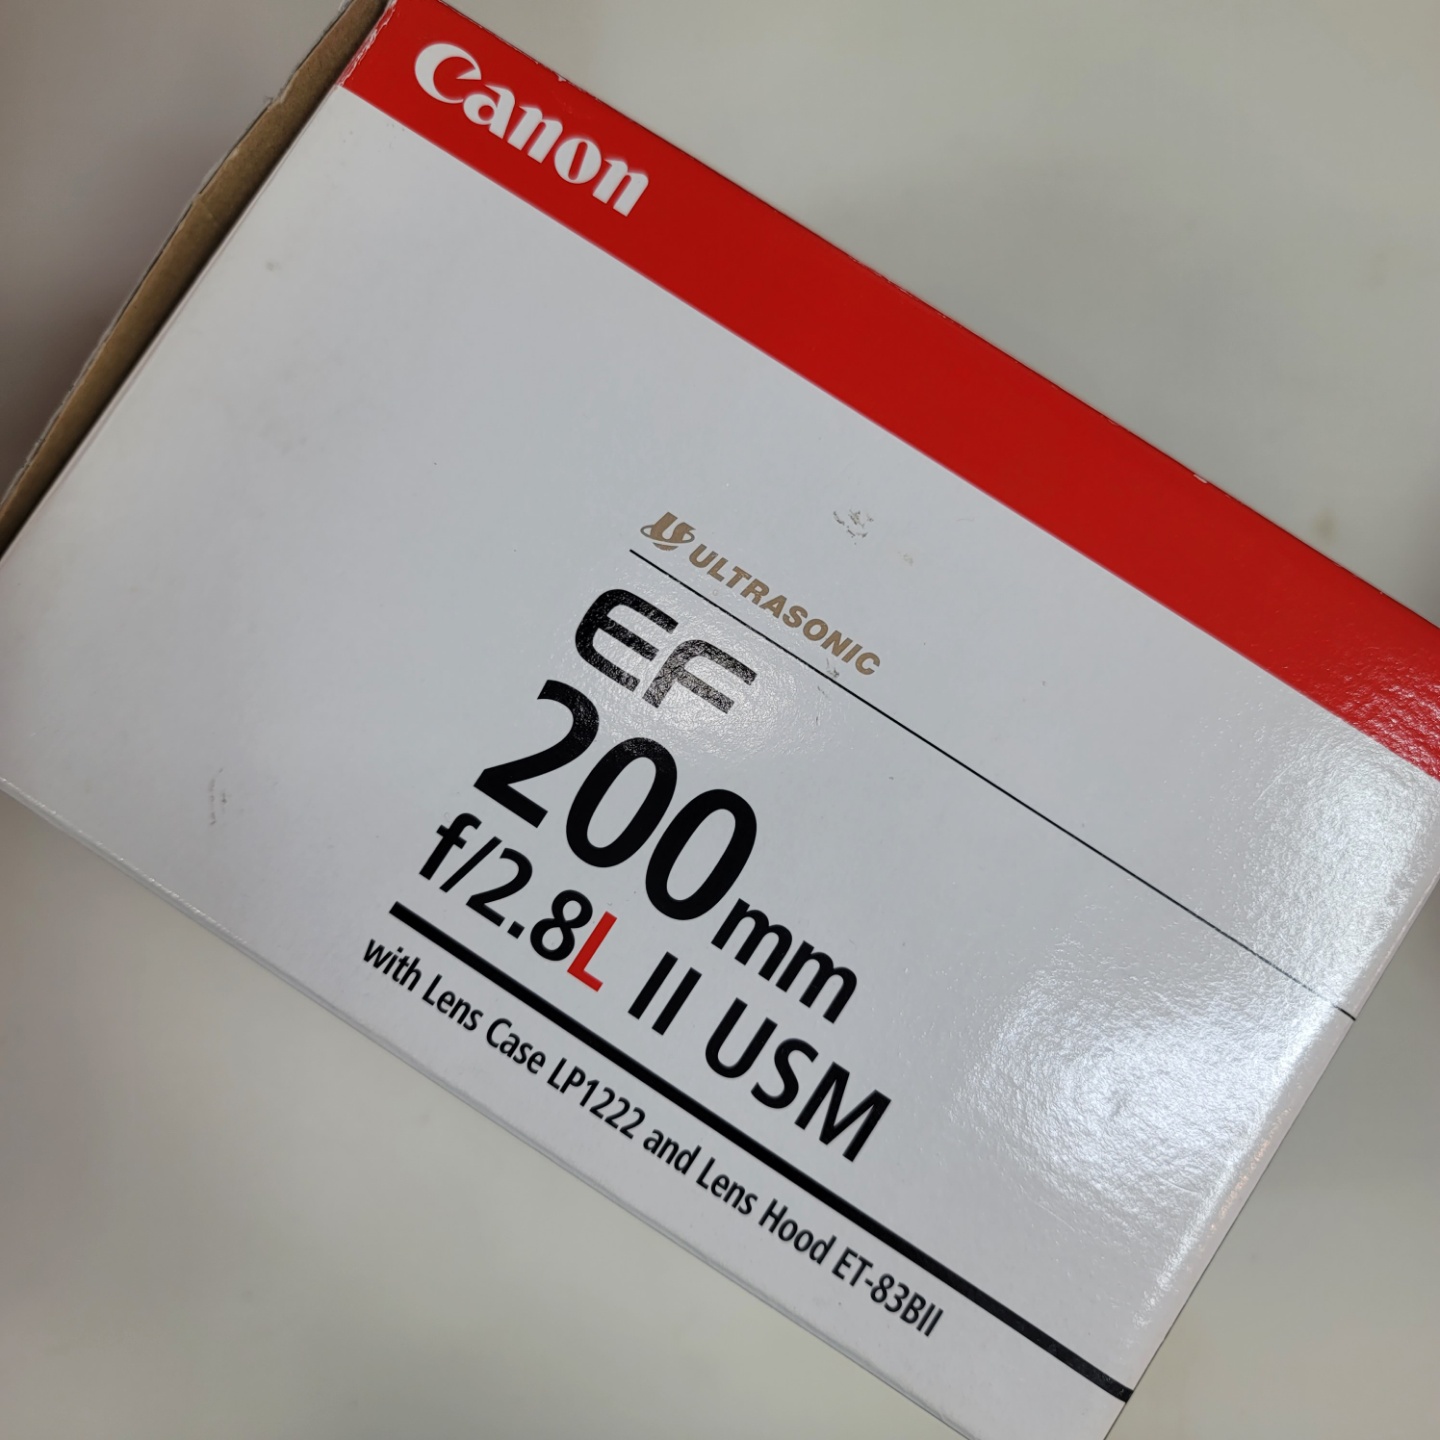 Canon
ULTRASONIC
EF
200mm
f/2.8L II USM
with Lens Case LP1222 and Lens Hood ET-83BII